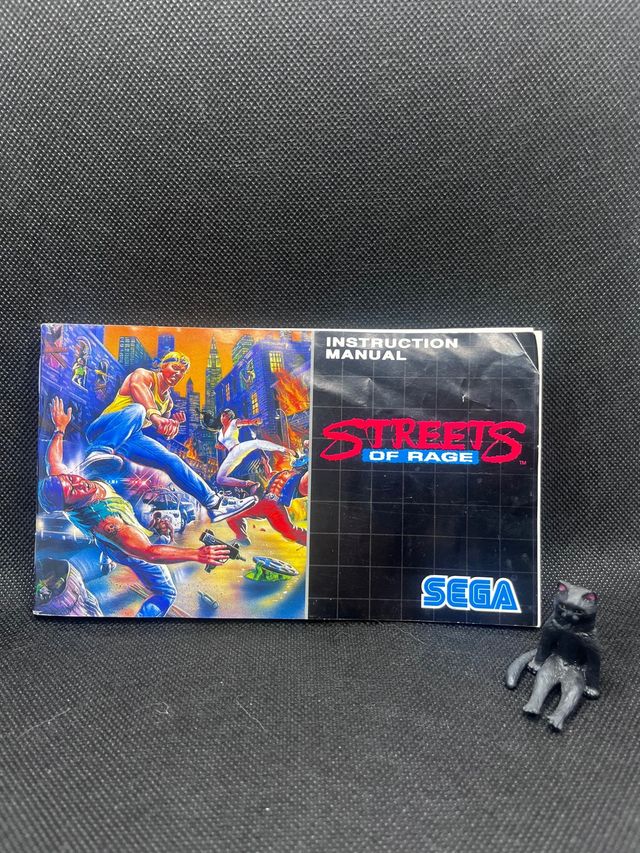 INSTRUCTION
MANUAL
STREETS
OF RAGE
TM
SEGA